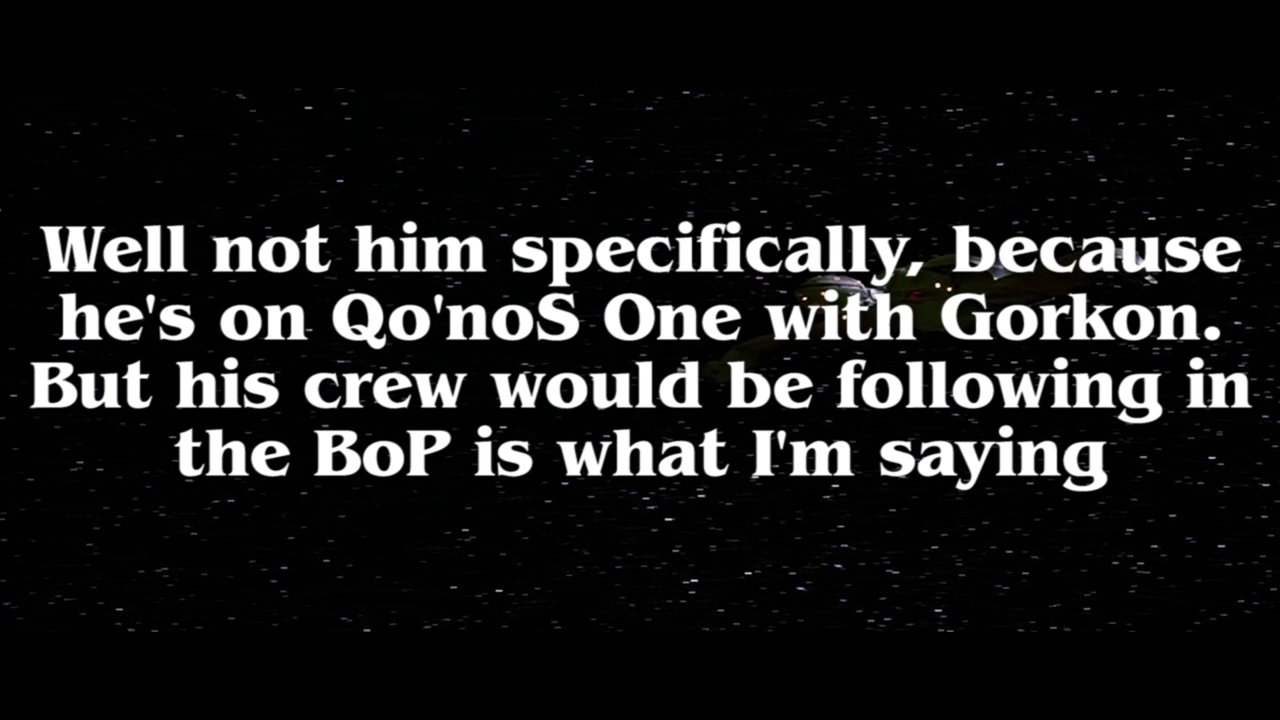 Well not him specifically, because
he's on Qo'noS One with Gorkon.
But his crew would be following in
the BoP is what I'm saying